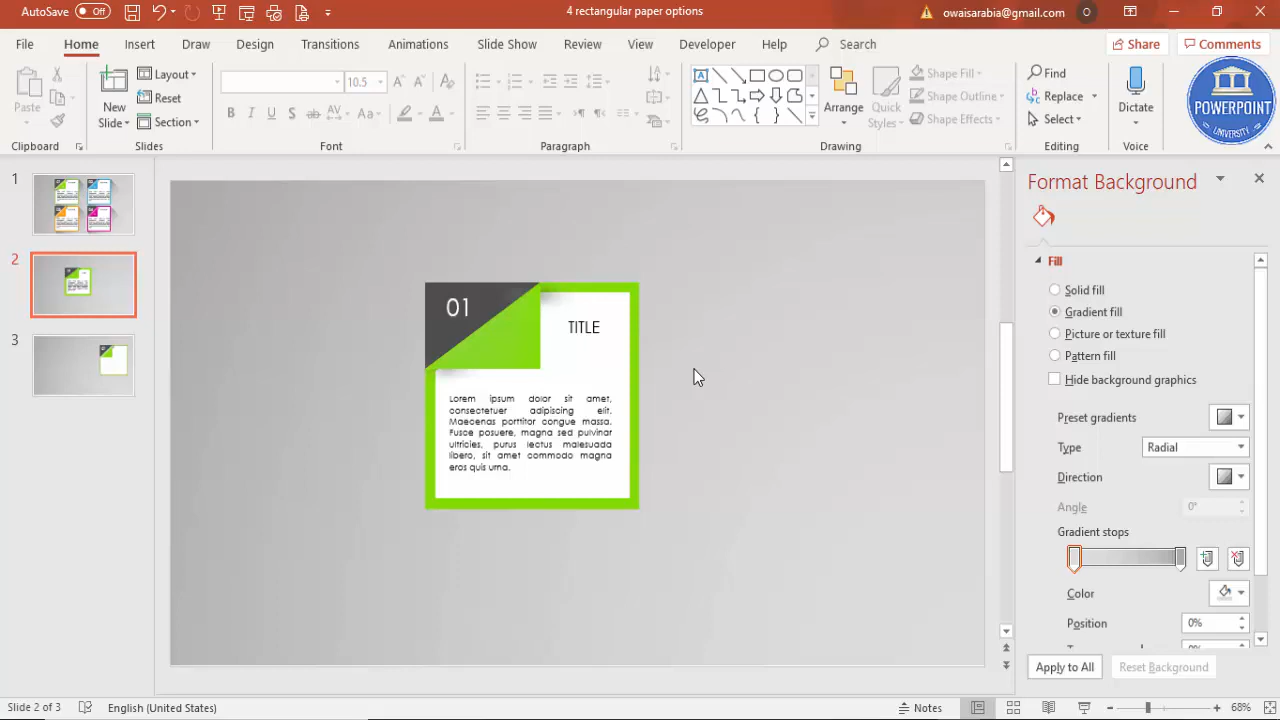 AutoSave Off 4 rectangular paper options owaisarabia@gmail.com
File Home Insert Draw Design Transitions Animations Slide Show Review View Developer Help Search Share Comments
Paste
New Slide
Layout
Reset
Section
10.5
Arrange
Quick Styles
Shape Fill
Shape Outline
Shape Effects
Find
Replace
Select
Dictate
POWERPOINT
UNIVERSITY
Clipboard Slides Font Paragraph Drawing Editing Voice
1
2
3
01
TITLE
Lorem ipsum dolor sit amet,
consectetuer adipiscing elit.
Maecenas porttitor congue massa.
Fusce posuere, magna sed pulvinar
ultricies, purus lectus malesuada
libero, sit amet commodo magna
eros quis urna.
Format Background
Fill
Solid fill
Gradient fill
Picture or texture fill
Pattern fill
Hide background graphics
Preset gradients
Type Radial
Direction
Angle 0°
Gradient stops
Color
Position 0%
Apply to All Reset Background
Slide 2 of 3 English (United States) Notes 68%